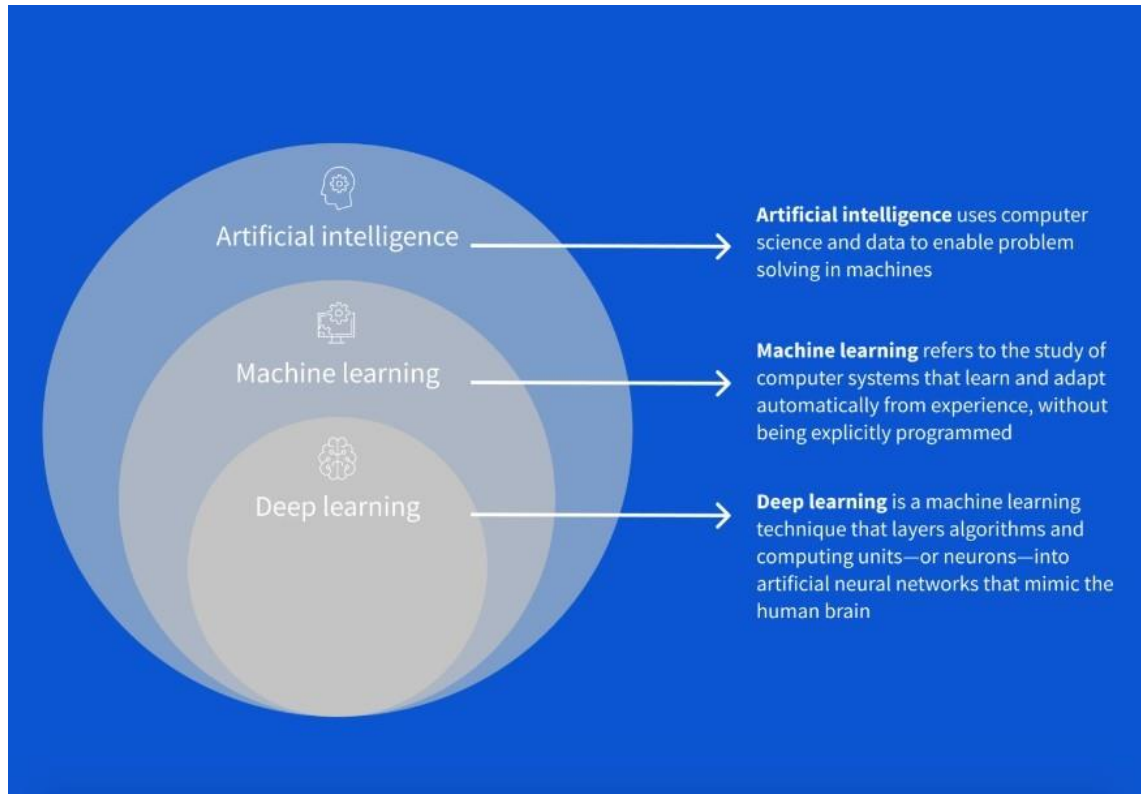 Artificial intelligence
Artificial intelligence uses computer
science and data to enable problem
solving in machines
Machine learning
Machine learning refers to the study of
computer systems that learn and adapt
automatically from experience, without
being explicitly programmed
Deep learning
Deep learning is a machine learning
technique that layers algorithms and
computing units—or neurons—into
artificial neural networks that mimic the
human brain